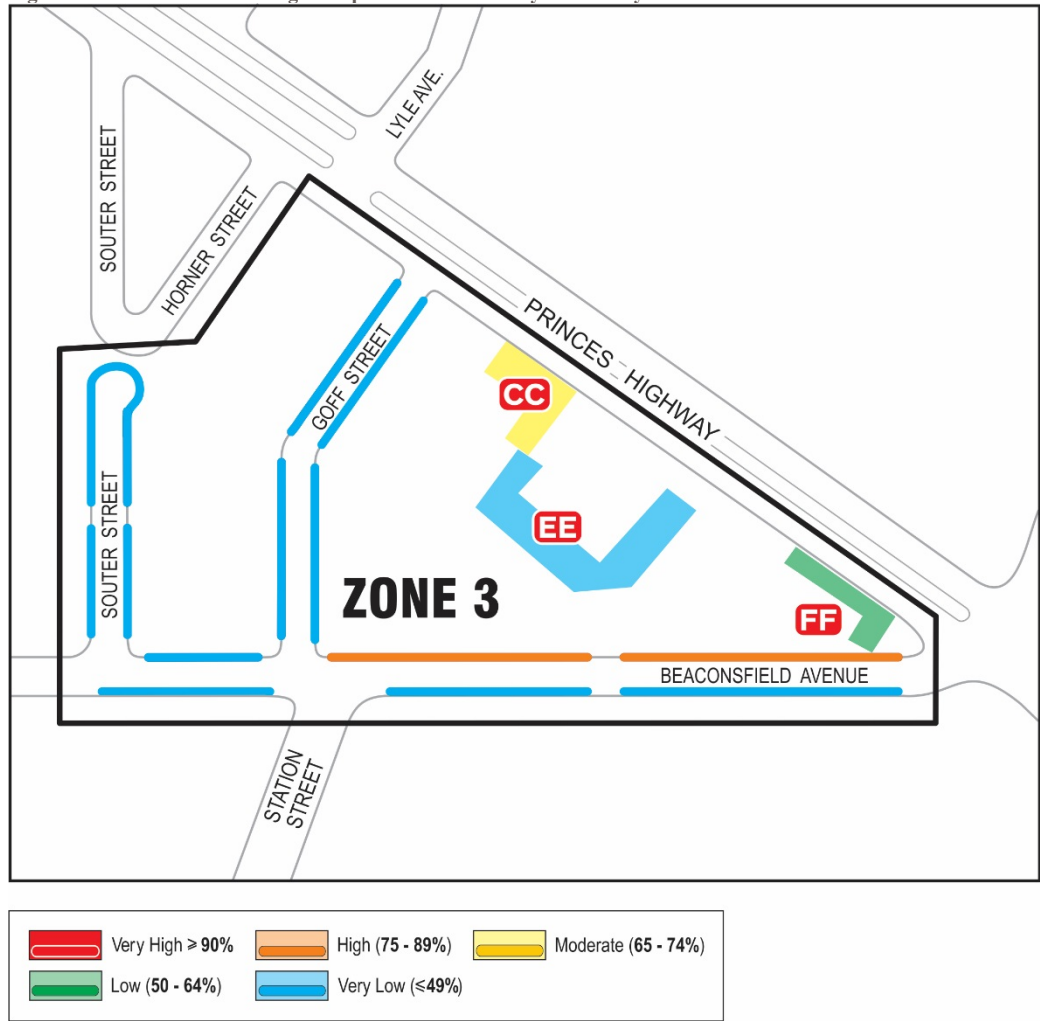 LYLE AVE.
SOUTER STREET
HORNER STREET
PRINCES HIGHWAY
GOFF STREET
CC
SOUTER STREET
EE
ZONE 3
FF
BEACONSFIELD AVENUE
STATION
STREET
Very High ≥ 90%
High (75 - 89%)
Moderate (65 - 74%)
Low (50 - 64%)
Very Low (≤49%)